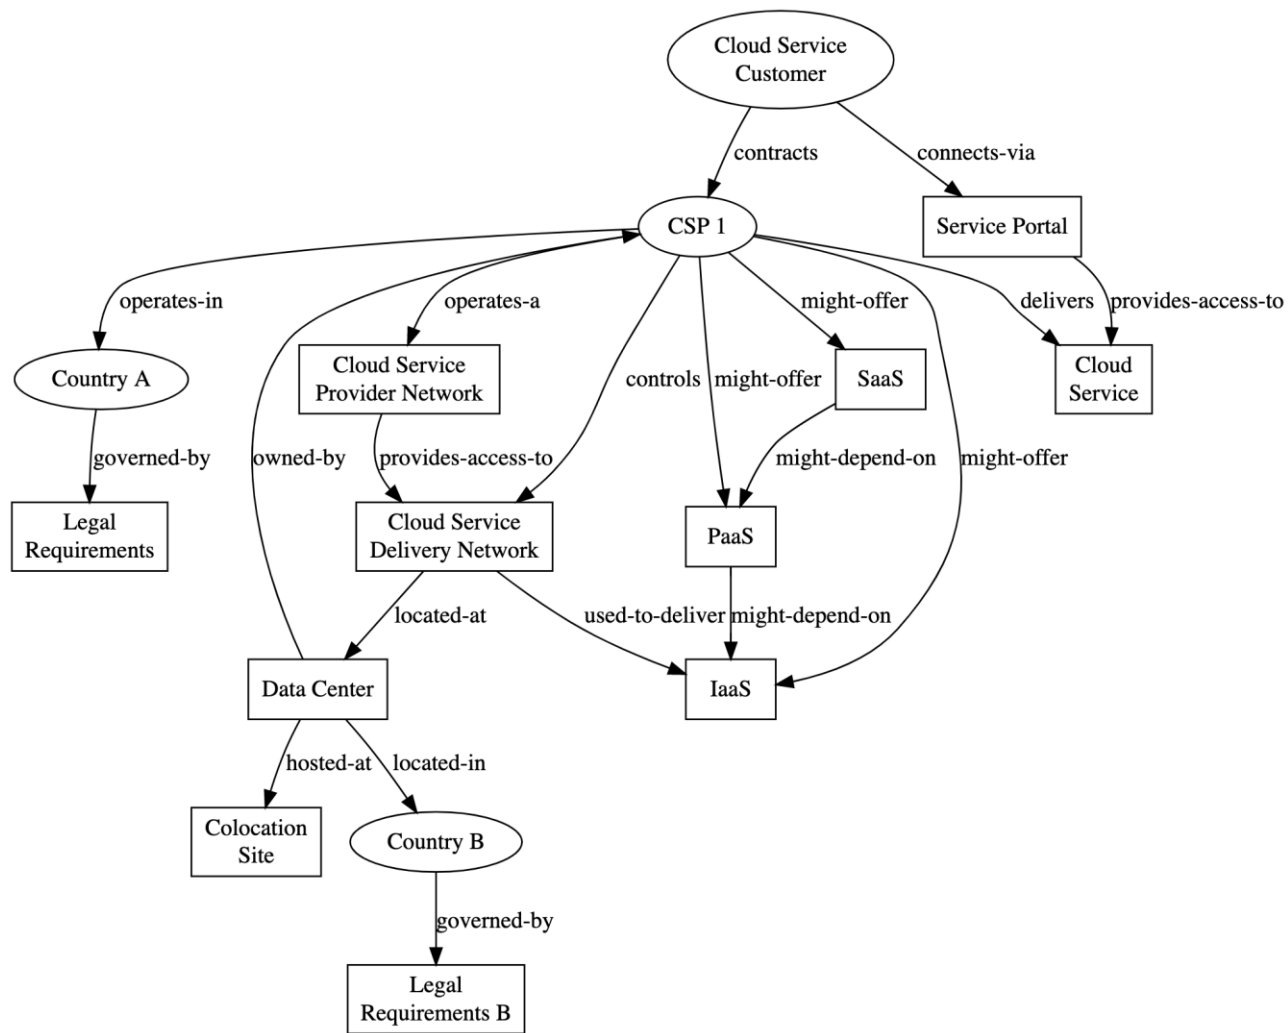 Cloud Service
Customer
contracts
connects-via
CSP 1
Service Portal
operates-in
operates-a
might-offer
delivers
provides-access-to
Country A
Cloud Service
Provider Network
controls
might-offer
SaaS
Cloud
Service
governed-by
owned-by
provides-access-to
might-depend-on
might-offer
Legal
Requirements
Cloud Service
Delivery Network
PaaS
located-at
used-to-deliver
might-depend-on
Data Center
IaaS
hosted-at
located-in
Colocation
Site
Country B
governed-by
Legal
Requirements B